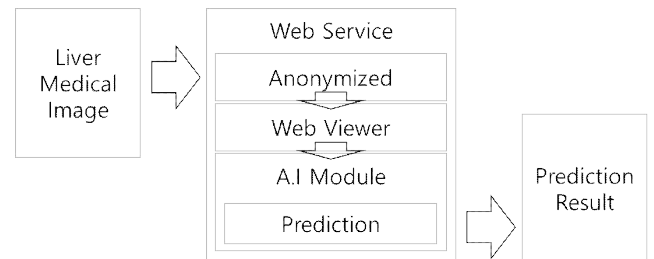 Liver
Medical
Image
Web Service
Anonymized
Web Viewer
A.I Module
Prediction
Prediction
Result